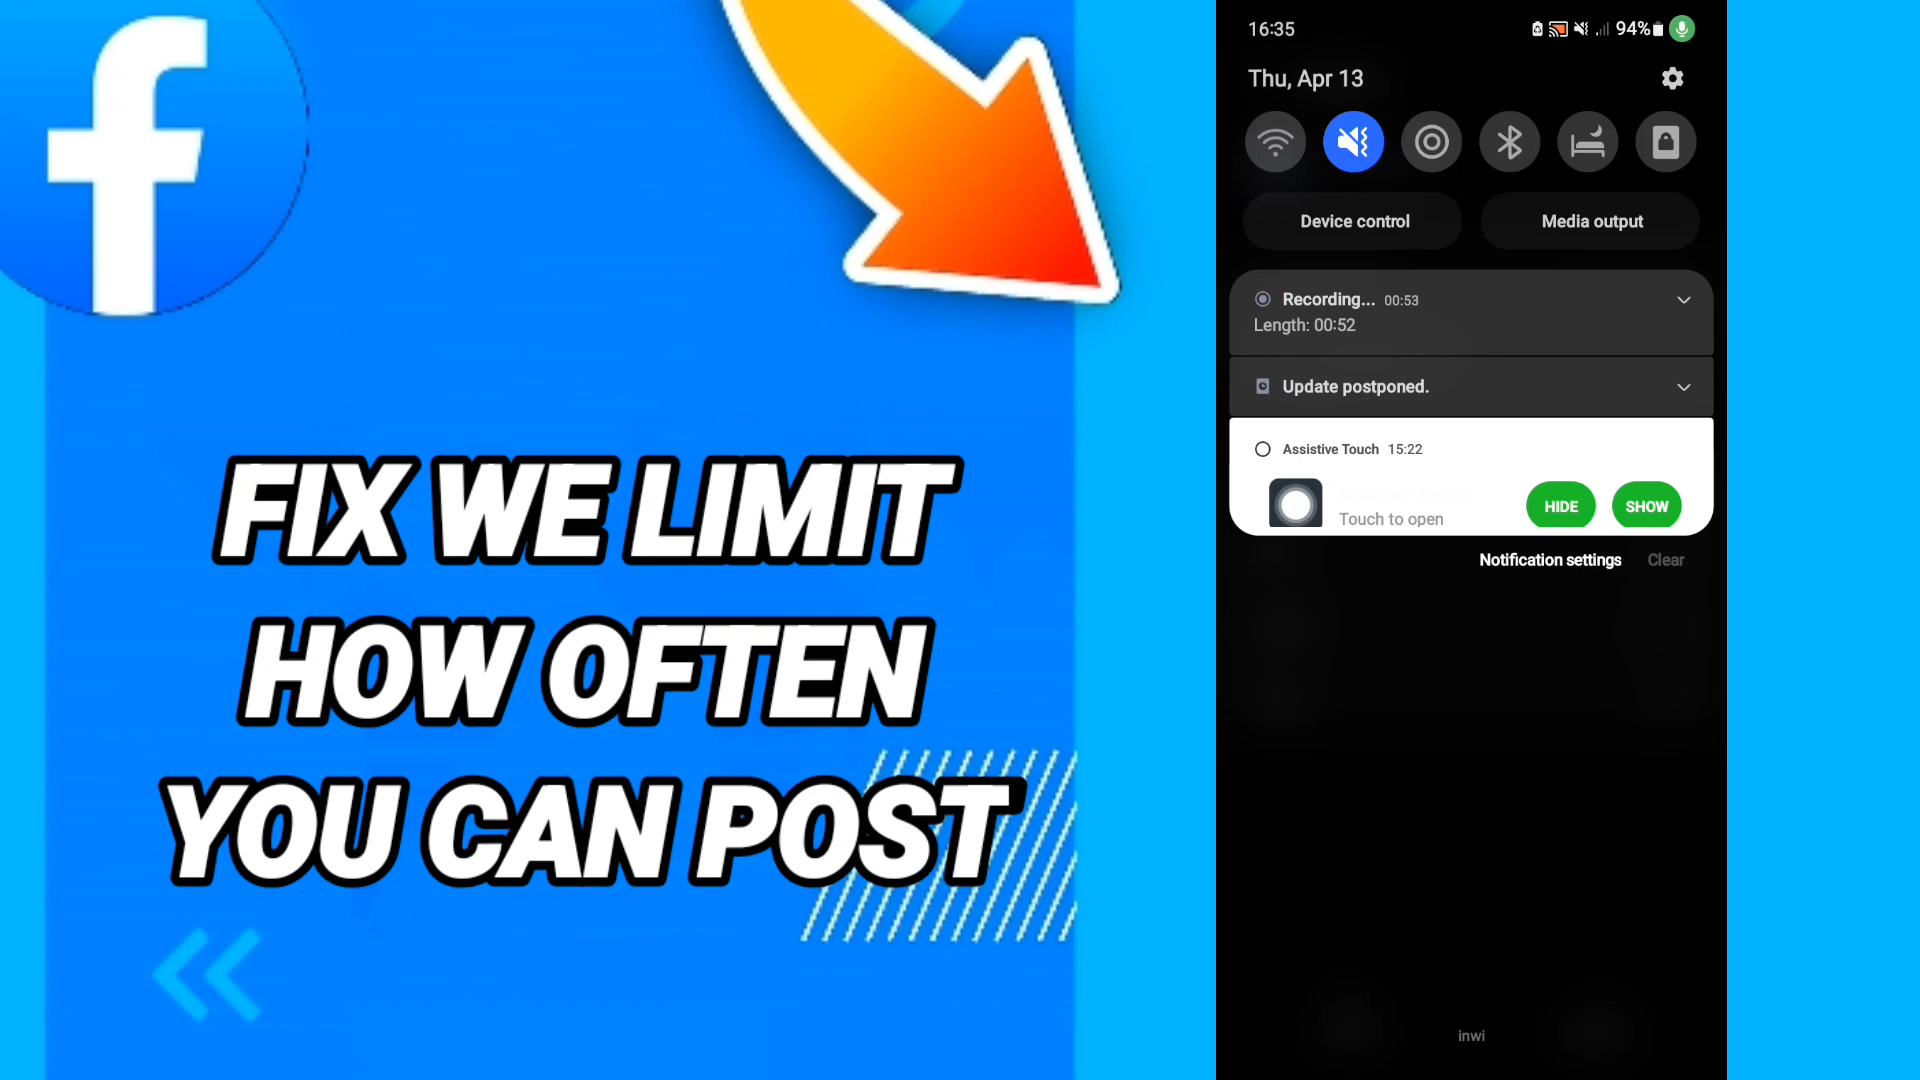 FIX WE LIMIT
HOW OFTEN
YOU CAN POST
16:35
94%
Thu, Apr 13
Device control
Media output
Recording... 00:53
Length: 00:52
Update postponed.
Assistive Touch 15:22
Touch to open
HIDE
SHOW
Notification settings
Clear
inwi